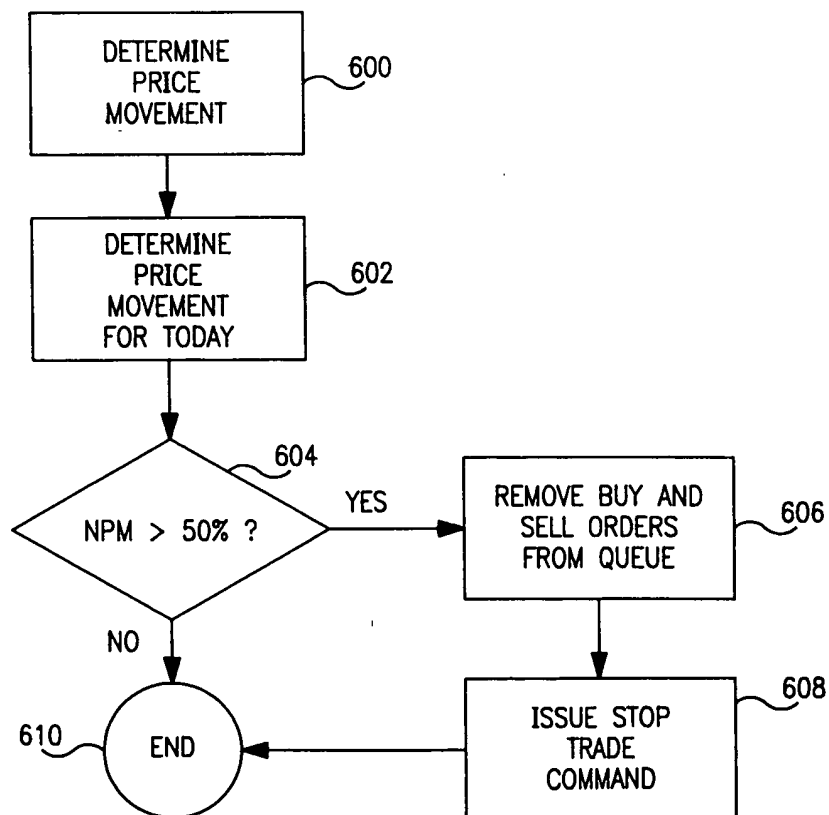 DETERMINE
PRICE
MOVEMENT
600
DETERMINE
PRICE
MOVEMENT
FOR TODAY
602
604
NPM > 50% ?
YES
REMOVE BUY AND
SELL ORDERS
FROM QUEUE
606
NO
610
END
ISSUE STOP
TRADE
COMMAND
608